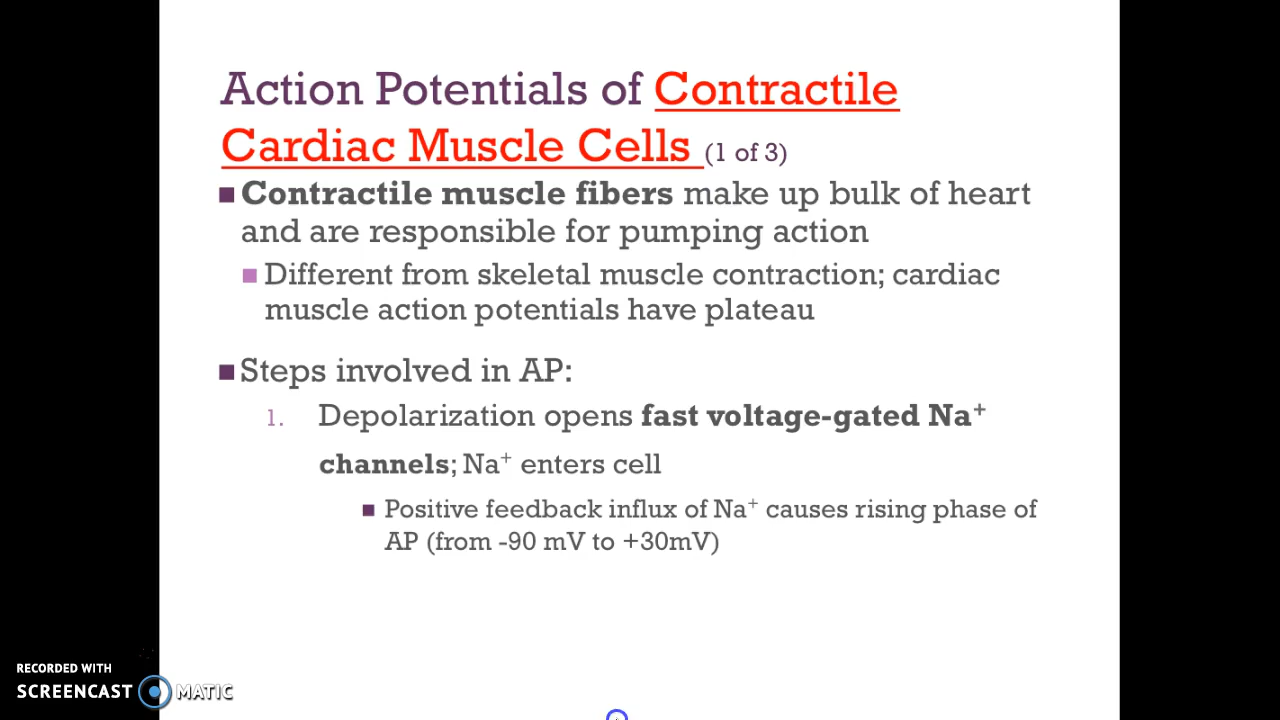 Action Potentials of Contractile
Cardiac Muscle Cells (1 of 3)
■ Contractile muscle fibers make up bulk of heart
and are responsible for pumping action
■ Different from skeletal muscle contraction; cardiac
muscle action potentials have plateau
■ Steps involved in AP:
1. Depolarization opens fast voltage-gated Na⁺
channels; Na⁺ enters cell
■ Positive feedback influx of Na⁺ causes rising phase of
AP (from -90 mV to +30mV)
RECORDED WITH
SCREENCAST MATIC